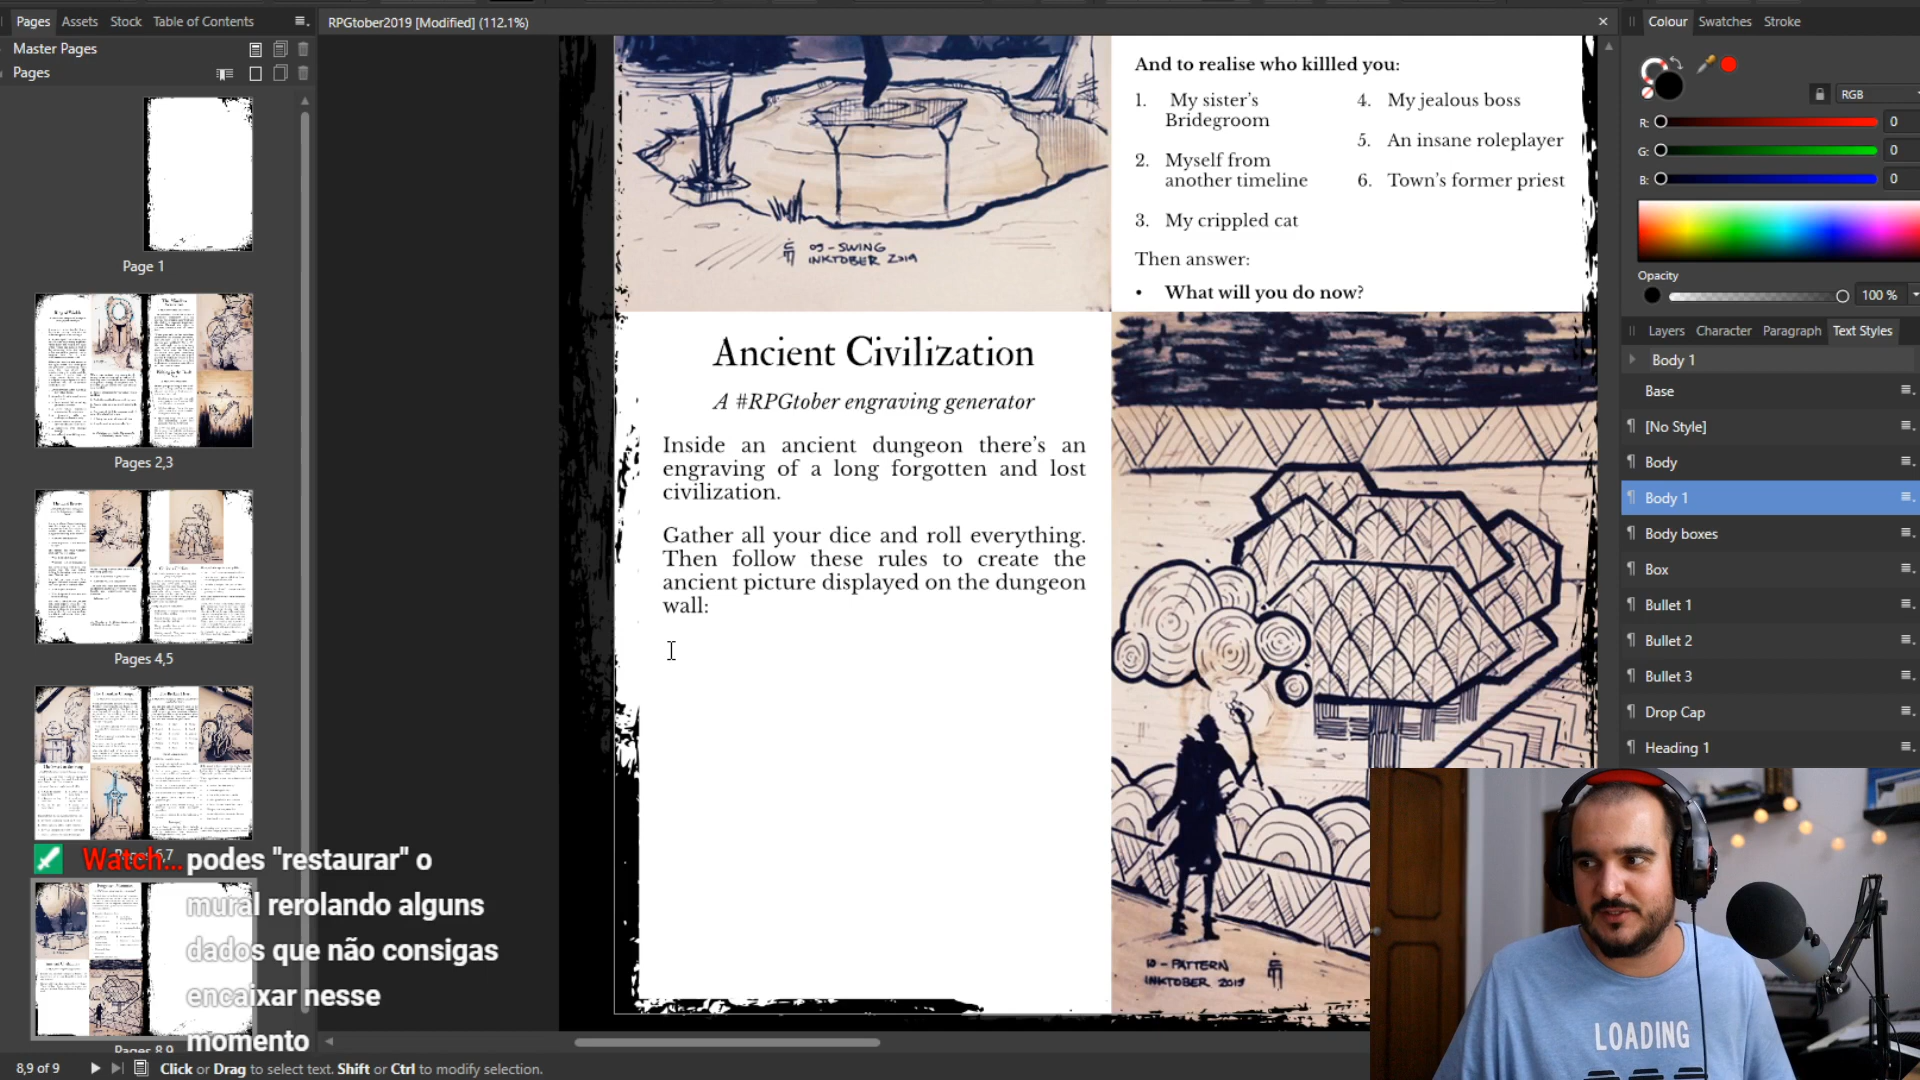 Pages Assets Stock Table of Contents
RPGtober2019 [Modified] (112.1%)
Colour Swatches Stroke
Master Pages
Pages
Page 1
Pages 2,3
Pages 4,5
Pages 8,9
8,9 of 9
Click or Drag to select text. Shift or Ctrl to modify selection.
09 - SWING
INKTOBER 2019
And to realise who killled you:
1. My sister's
Bridegroom
2. Myself from
another timeline
3. My crippled cat
4. My jealous boss
5. An insane roleplayer
6. Town's former priest
Then answer:
• What will you do now?
Ancient Civilization
A #RPGtober engraving generator
Inside an ancient dungeon there's an
engraving of a long forgotten and lost
civilization.
Gather all your dice and roll everything.
Then follow these rules to create the
ancient picture displayed on the dungeon
wall:
10 - PATTERN
INKTOBER 2019
Watch... podes "restaurar" o
mural rerolando alguns
dados que não consigas
encaixar nesse
momento
RGB
R: 0
G: 0
B: 0
Opacity
100 %
Layers Character Paragraph Text Styles
Body 1
Base
[No Style]
Body
Body 1
Body boxes
Box
Bullet 1
Bullet 2
Bullet 3
Drop Cap
Heading 1
LOADING